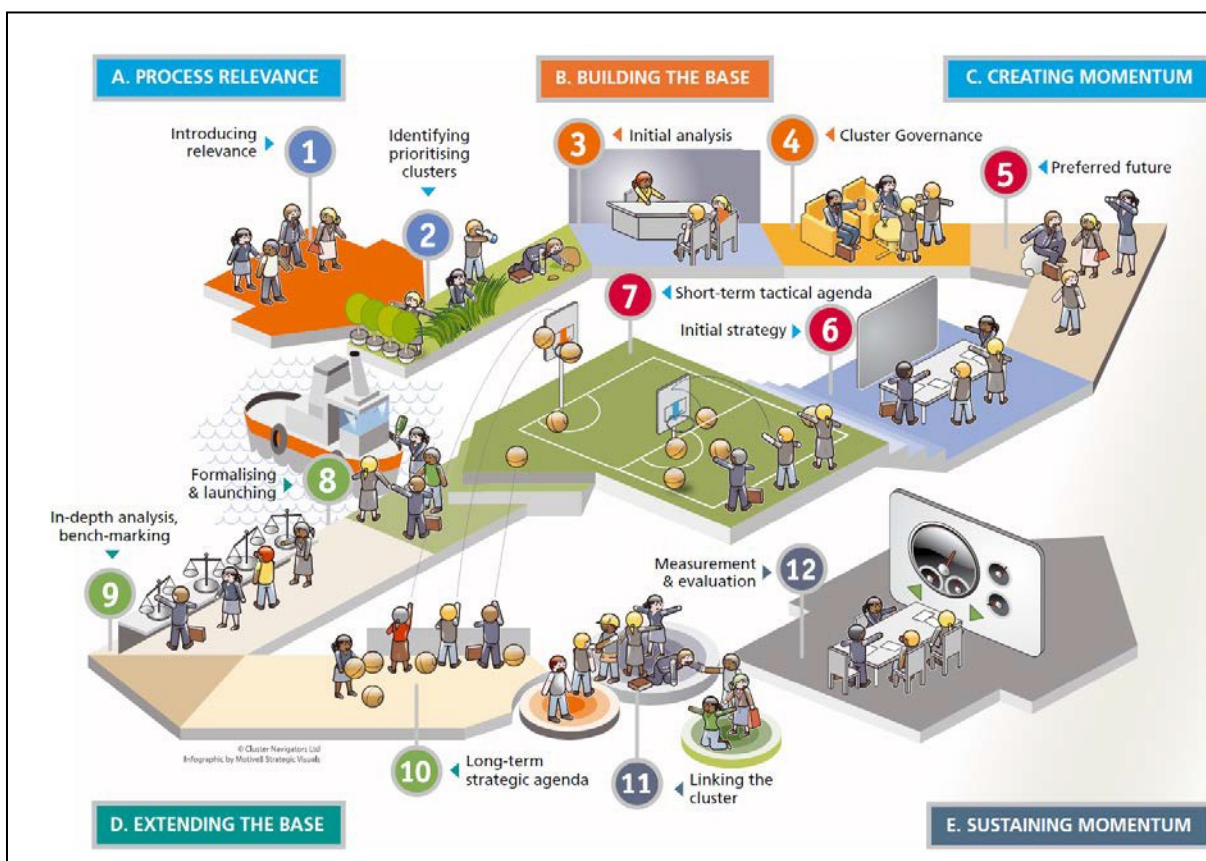 A. PROCESS RELEVANCE
B. BUILDING THE BASE
C. CREATING MOMENTUM
Introducing
relevance
1
Identifying
prioritising
clusters
2
3
Initial analysis
4
Cluster Governance
5
Preferred future
7
Short-term tactical agenda
Initial strategy
6
Formalising
& launching
8
In-depth analysis,
bench-marking
9
Measurement
& evaluation
12
© Cluster Navigators Ltd
Infographic by Motivell Strategic Visuals
10
Long-term
strategic agenda
11
Linking the
cluster
D. EXTENDING THE BASE
E. SUSTAINING MOMENTUM